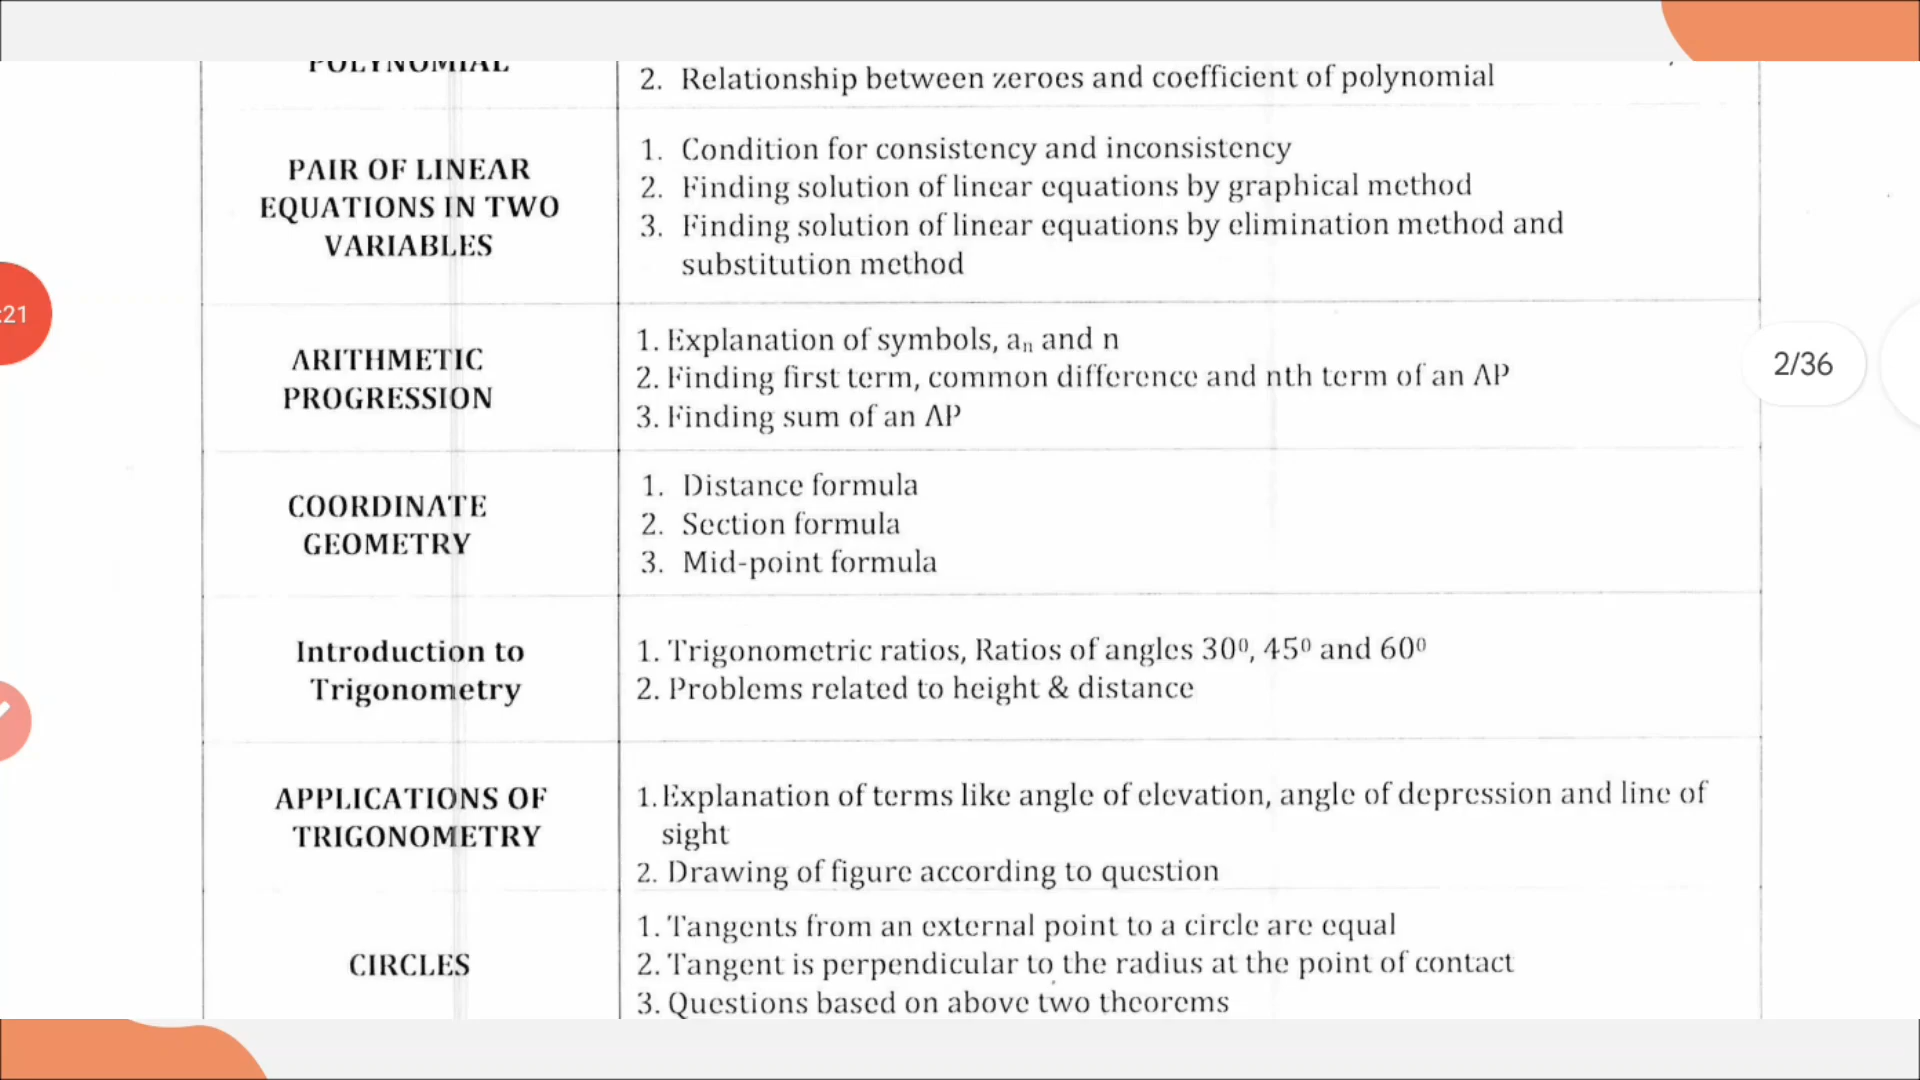 POLYNOMIAL
2. Relationship between zeroes and coefficient of polynomial
PAIR OF LINEAR
EQUATIONS IN TWO
VARIABLES
1. Condition for consistency and inconsistency
2. Finding solution of linear equations by graphical method
3. Finding solution of linear equations by elimination method and
substitution method
:21
ARITHMETIC
PROGRESSION
1. Explanation of symbols, aₙ and n
2. Finding first term, common difference and nth term of an AP
3. Finding sum of an AP
2/36
COORDINATE
GEOMETRY
1. Distance formula
2. Section formula
3. Mid-point formula
Introduction to
Trigonometry
1. Trigonometric ratios, Ratios of angles 30⁰, 45⁰ and 60⁰
2. Problems related to height & distance
APPLICATIONS OF
TRIGONOMETRY
1. Explanation of terms like angle of elevation, angle of depression and line of
sight
2. Drawing of figure according to question
CIRCLES
1. Tangents from an external point to a circle are equal
2. Tangent is perpendicular to the radius at the point of contact
3. Questions based on above two theorems